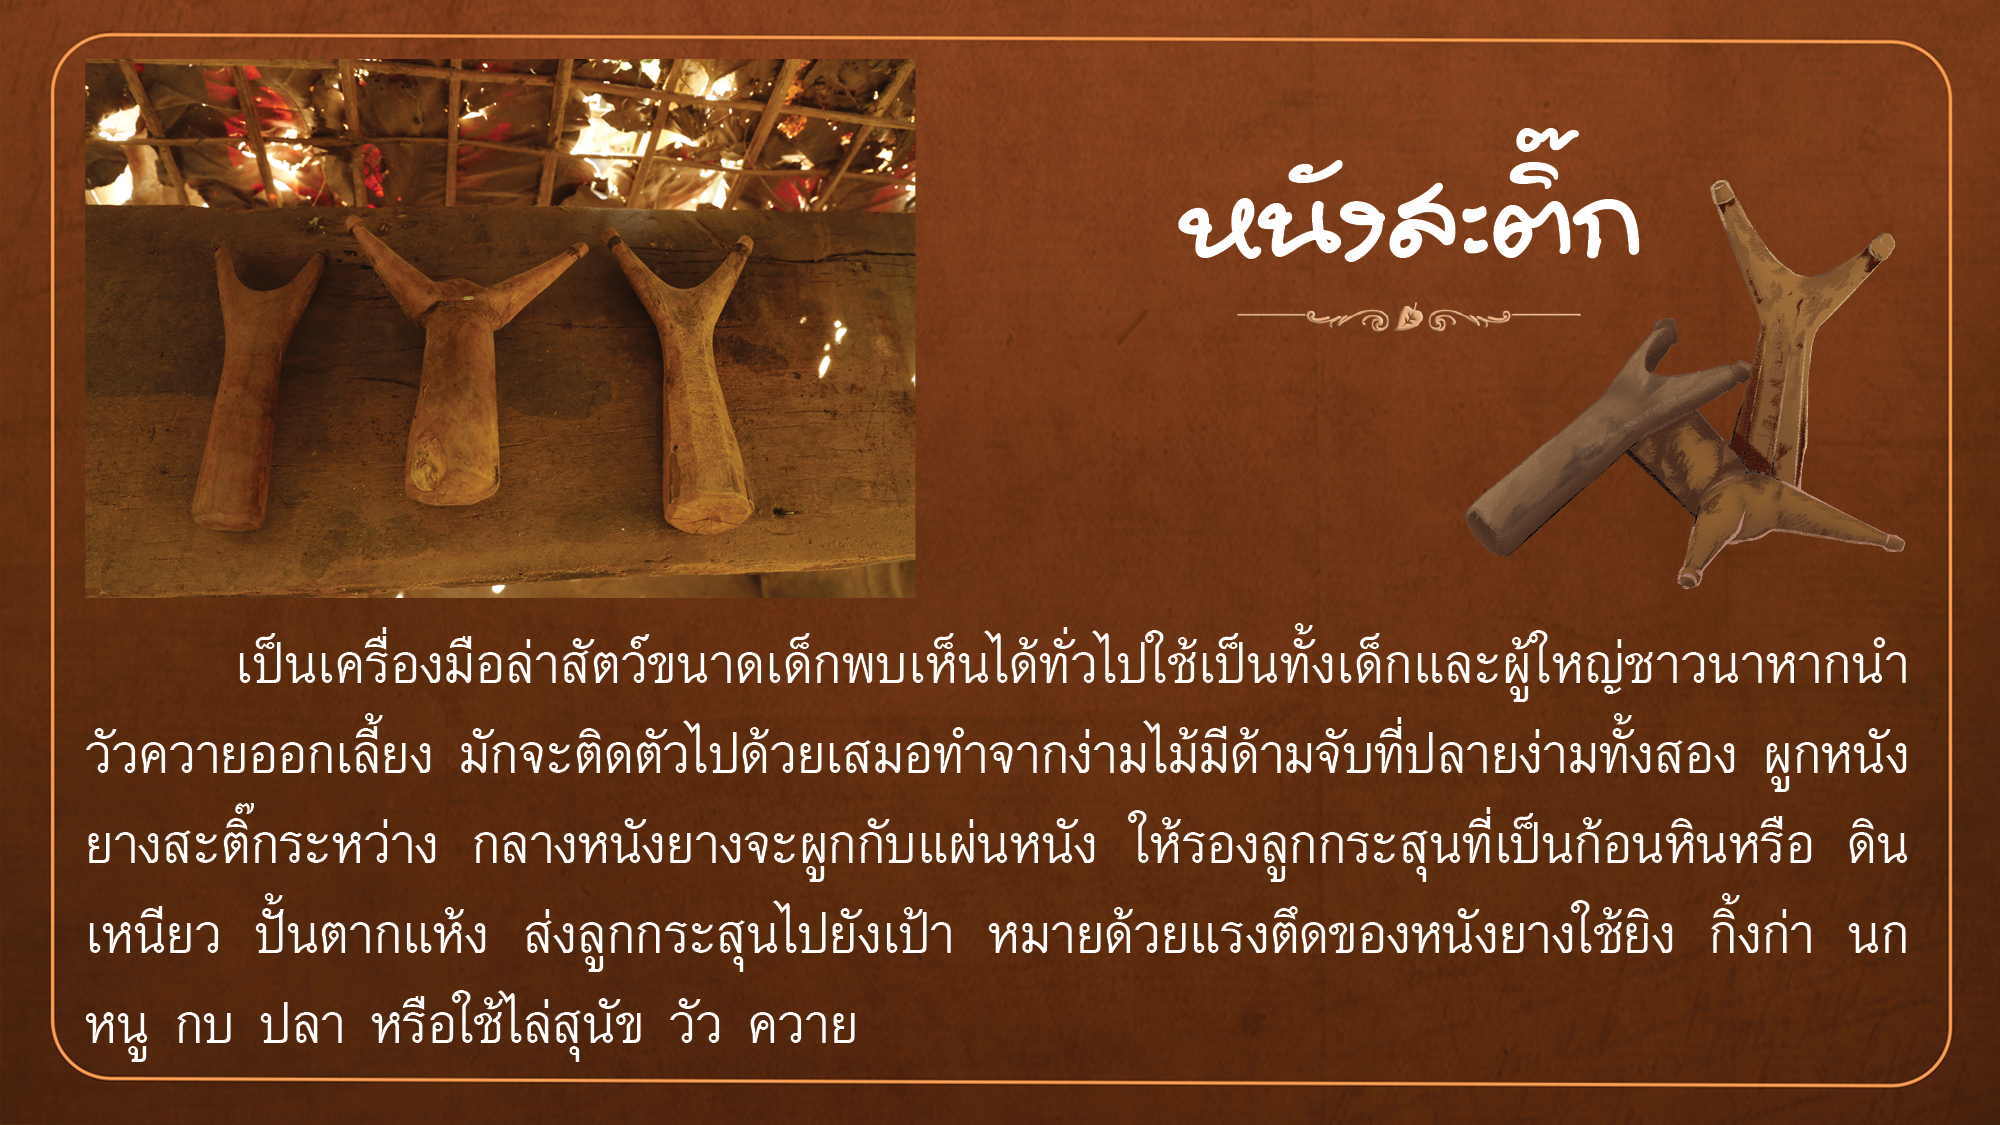 หนังสะติ๊ก
เป็นเครื่องมือล่าสัตว์ขนาดเด็กพบเห็นได้ทั่วไปใช้เป็นทั้งเด็กและผู้ใหญ่ชาวนาหากนำ
วัวควายออกเลี้ยง มักจะติดตัวไปด้วยเสมอทำจากง่ามไม้มีด้ามจับที่ปลายง่ามทั้งสอง ผูกหนัง
ยางสะติ๊กระหว่าง กลางหนังยางจะผูกกับแผ่นหนัง ให้รองลูกกระสุนที่เป็นก้อนหินหรือ ดิน
เหนียว ปั้นตากแห้ง ส่งลูกกระสุนไปยังเป้า หมายด้วยแรงตึดของหนังยางใช้ยิง กิ้งก่า นก
หนู กบ ปลา หรือใช้ไล่สุนัข วัว ควาย